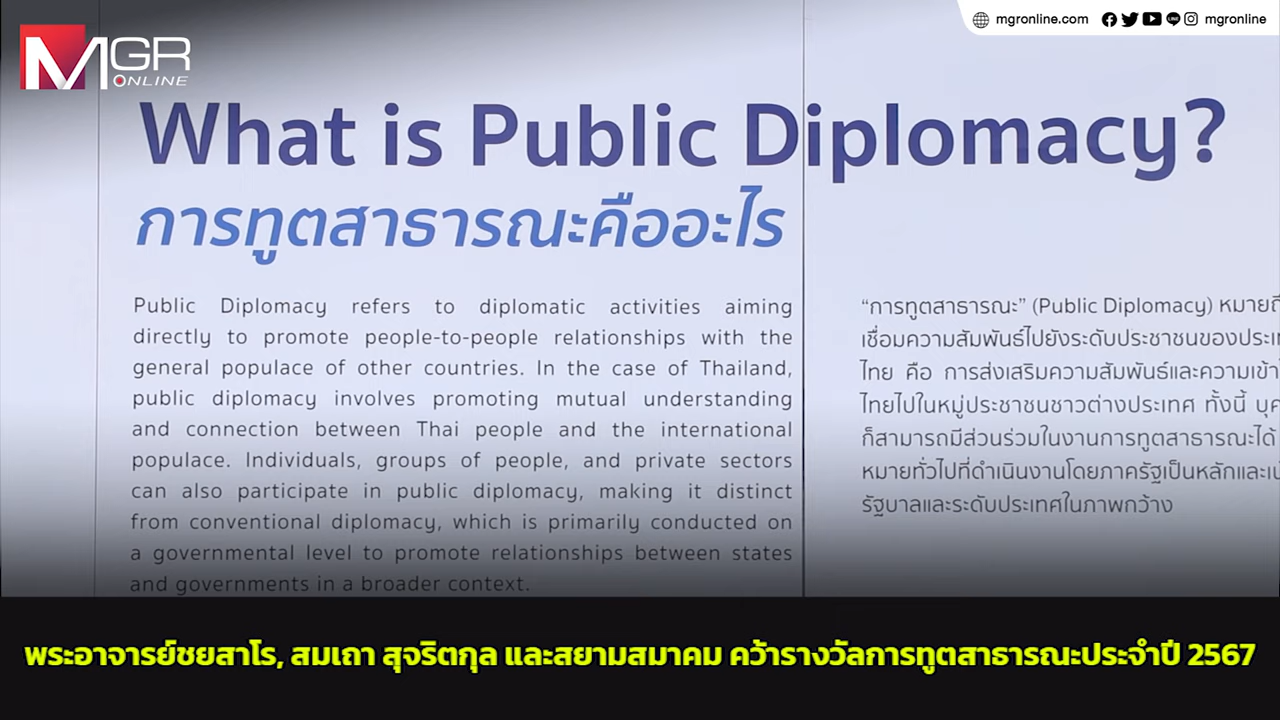 MGR
ONLINE
mgronline.com mgronline
What is Public Diplomacy?
การทูตสาธารณะคืออะไร
Public Diplomacy refers to diplomatic activities aiming
directly to promote people-to-people relationships with the
general populace of other countries. In the case of Thailand,
public diplomacy involves promoting mutual understanding
and connection between Thai people and the international
populace. Individuals, groups of people, and private sectors
can also participate in public diplomacy, making it distinct
from conventional diplomacy, which is primarily conducted on
a governmental level to promote relationships between states
and governments in a broader context.
“การทูตสาธารณะ” (Public Diplomacy)
เชื่อมความสัมพันธ์ไปยังระดับประชาชนของ
ไทย คือ การส่งเสริมความสัมพันธ์และความ
ไทยไปในหมู่ประชาชนชาวต่างประเทศ ทั้งนี้
ก็สามารถมีส่วนร่วมในงานการทูตสาธารณะได้
หมายทั่วไปที่ดำเนินงานโดยภาครัฐเป็นหลักและ
รัฐบาลและระดับประเทศในภาพกว้าง
พระอาจารย์ชยสาโร, สมเถา สุจริตกุล และสยามสมาคม คว้ารางวัลการทูตสาธารณะประจำปี 2567